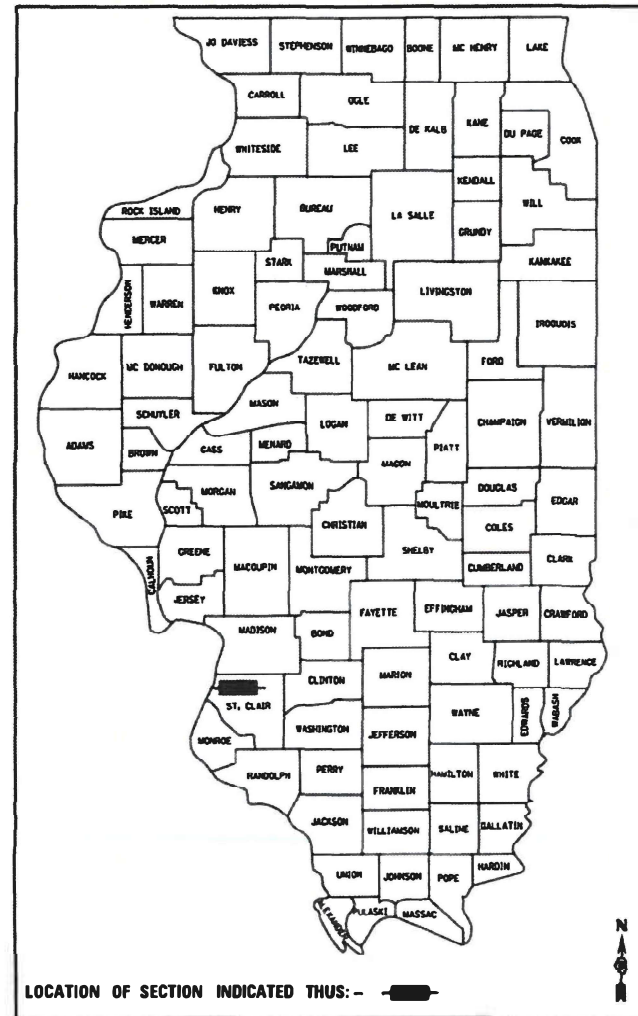 JO DAVIESS STEPHENSON WINNEBAGO BOONE MC HENRY LAKE
CARROLL OGLE DE KALB KANE DU PAGE COOK
WHITESIDE LEE
KENDALL
ROCK ISLAND HENRY BUREAU LA SALLE GRUNDY WILL
MERCER PUTNAM
STARK MARSHALL KANKAKEE
HENDERSON WARREN KNOX PEORIA WOODFORD LIVINGSTON IROQUOIS
HANCOCK MC DONOUGH FULTON TAZEWELL MC LEAN FORD
SCHUYLER MASON
ADAMS BROWN CASS MENARD LOGAN DE WITT PIATT CHAMPAIGN VERMILION
MACON
PIKE SCOTT MORGAN SANGAMON CHRISTIAN MOULTRIE DOUGLAS EDGAR
COLES
CALHOUN GREENE MACOUPIN MONTGOMERY SHELBY CUMBERLAND CLARK
JERSEY FAYETTE EFFINGHAM JASPER CRAWFORD
MADISON BOND
CLAY RICHLAND LAWRENCE
CLINTON MARION
ST. CLAIR WAYNE EDWARDS WABASH
MONROE WASHINGTON JEFFERSON
RANDOLPH PERRY HAMILTON WHITE
FRANKLIN
JACKSON WILLIAMSON SALINE GALLATIN
HARDIN
UNION JOHNSON POPE
ALEXANDER PULASKI MASSAC
N
LOCATION OF SECTION INDICATED THUS: -